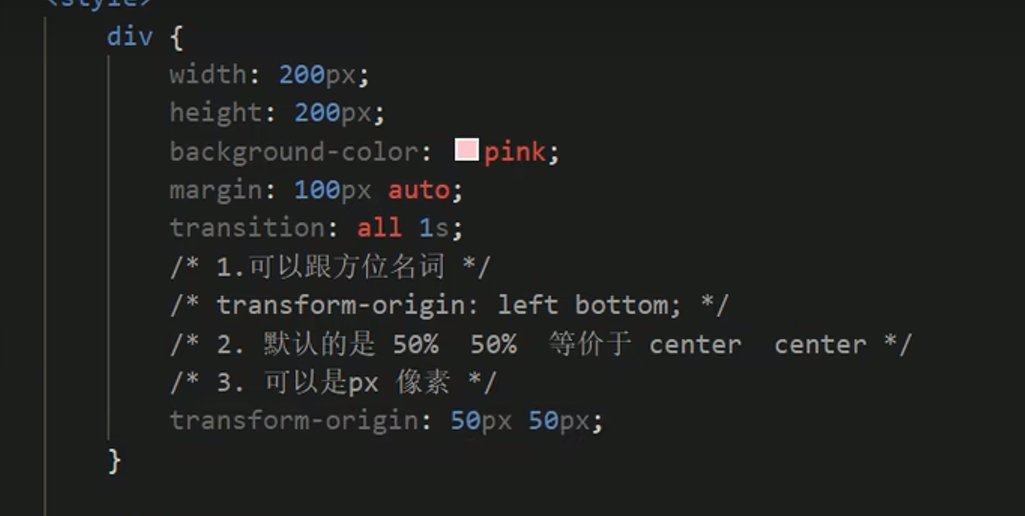 <style>
div {
width: 200px;
height: 200px;
background-color: pink;
margin: 100px auto;
transition: all 1s;
/* 1.可以跟方位名词 */
/* transform-origin: left bottom; */
/* 2. 默认的是 50%  50%  等价于 center  center */
/* 3. 可以是px 像素 */
transform-origin: 50px 50px;
}